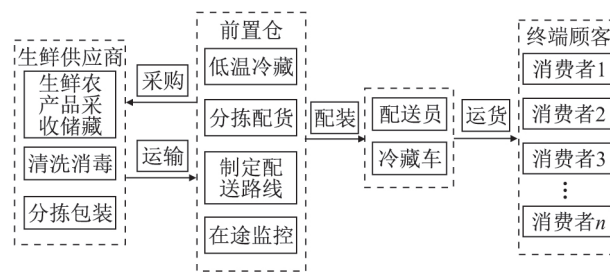 生鲜供应商
生鲜农
产品采
收储藏
清洗消毒
分拣包装
采购
运输
前置仓
低温冷藏
分拣配货
制定配
送路线
在途监控
配装
配送员
冷藏车
运货
终端顾客
消费者1
消费者2
消费者3
⋮
消费者n